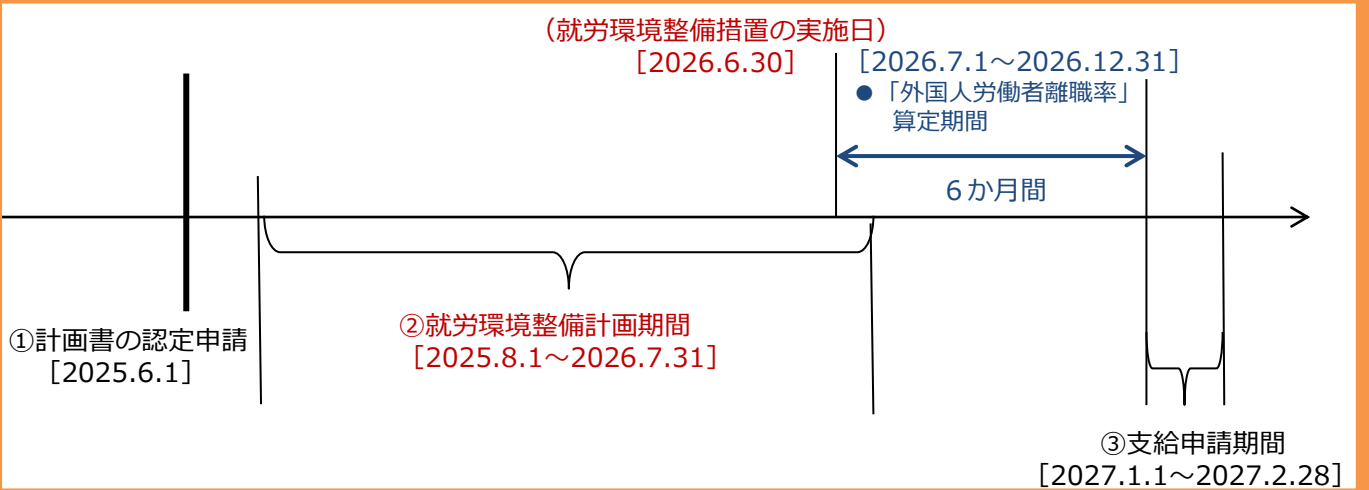 （就労環境整備措置の実施日）
［2026.6.30］
［2026.7.1～2026.12.31］
●「外国人労働者離職率」
算定期間
６か月間
①計画書の認定申請
［2025.6.1］
②就労環境整備計画期間
［2025.8.1～2026.7.31］
③支給申請期間
［2027.1.1～2027.2.28］